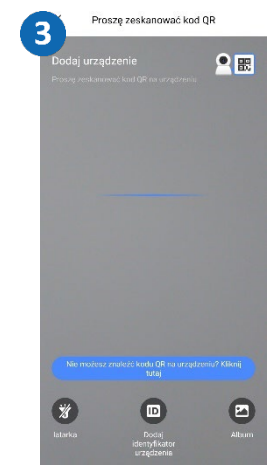 3
Proszę zeskanować kod QR
Dodaj urządzenie
Proszę zeskanować kod QR na urządzeniu
Nie możesz znaleźć kodu QR na urządzeniu? Kliknij
tutaj
ID
latarka
Dodaj
identyfikator
urządzenia
Album